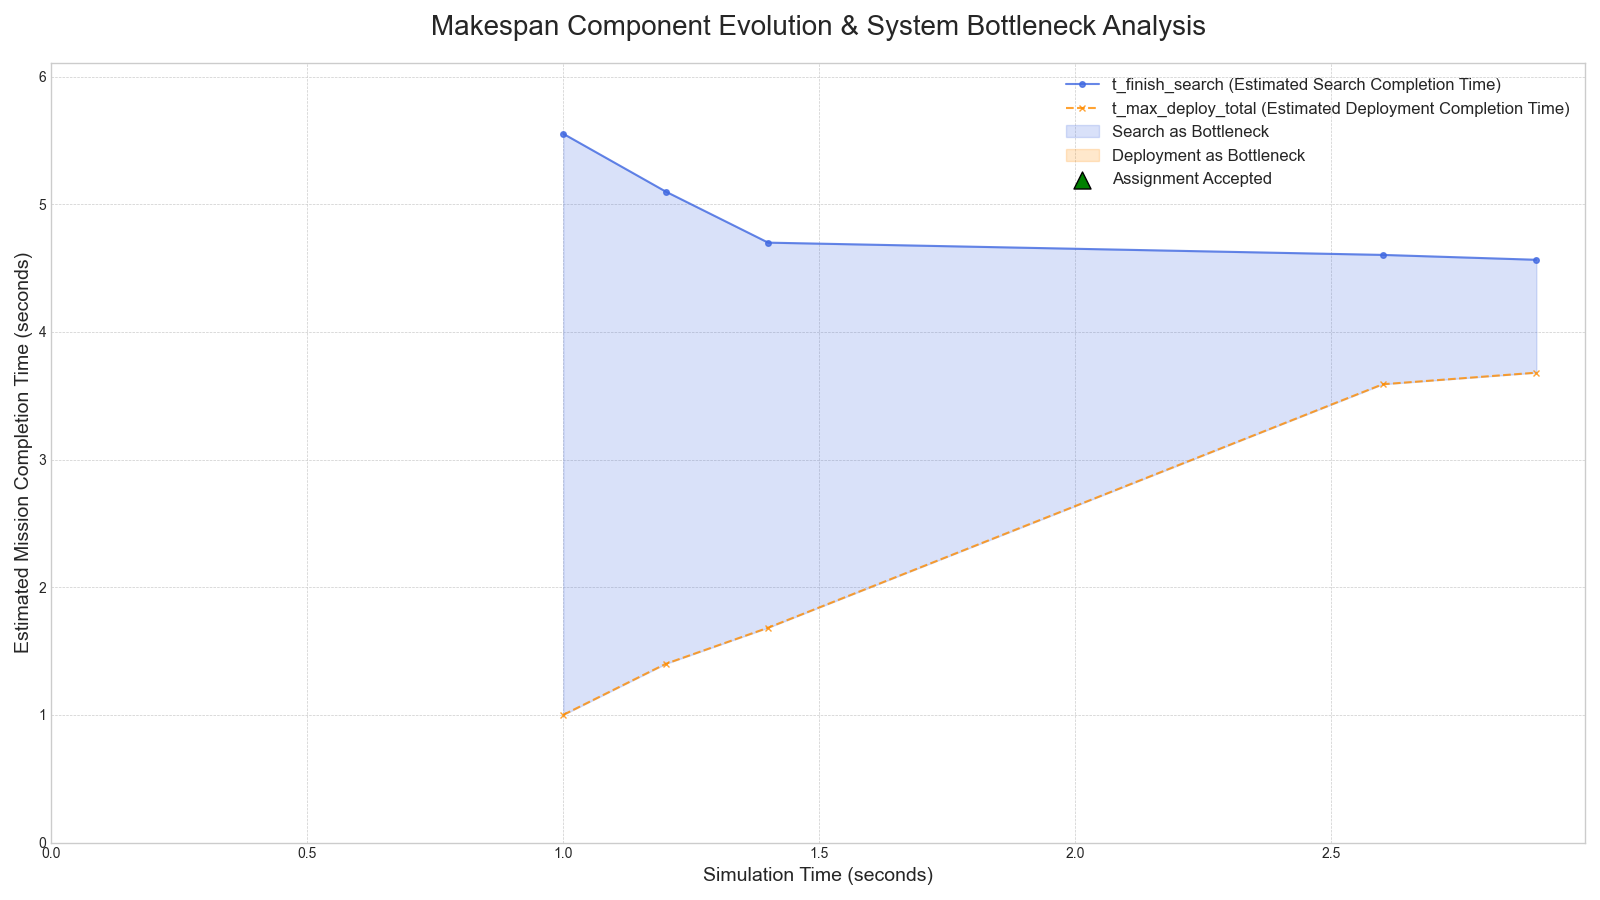 Makespan Component Evolution & System Bottleneck Analysis
t_finish_search (Estimated Search Completion Time)
t_max_deploy_total (Estimated Deployment Completion Time)
Search as Bottleneck
Deployment as Bottleneck
Assignment Accepted
Estimated Mission Completion Time (seconds)
6
5
4
3
2
1
0
0.0 0.5 1.0 1.5 2.0 2.5
Simulation Time (seconds)